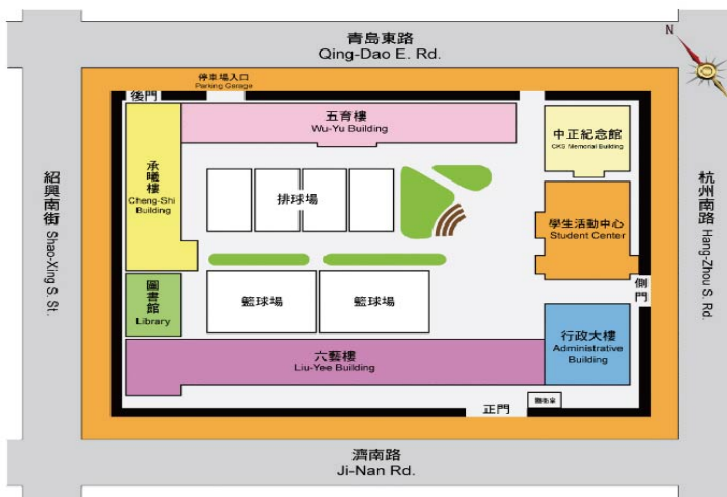 青島東路
Qing-Dao E. Rd.
N
停車場入口
Parking Garage
後門
五育樓
Wu-Yu Building
中正紀念館
CKS Memorial Building
承曦樓
Cheng-Shi
Building
排球場
學生活動中心
Student Center
紹興南街 Shao-Xing S. St.
杭州南路 Hang-Zhou S. Rd.
側門
圖書館
Library
籃球場
籃球場
行政大樓
Administrative
Building
六藝樓
Liu-Yee Building
正門
濟南路
Ji-Nan Rd.